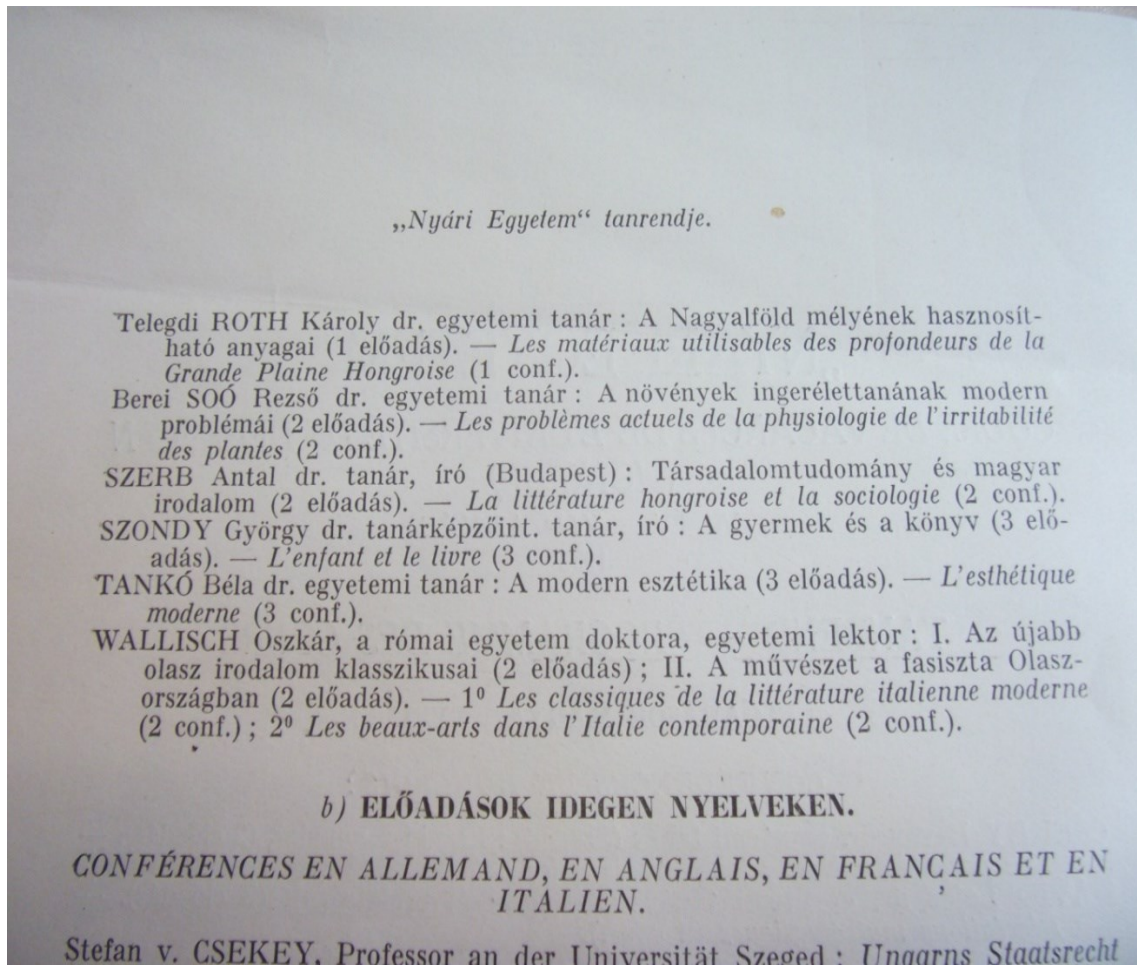 „Nyári Egyetem“ tanrendje.
Telegdi ROTH Károly dr. egyetemi tanár : A Nagyalföld mélyének hasznosít-
ható anyagai (1 előadás). — Les matériaux utilisables des profondeurs de la
Grande Plaine Hongroise (1 conf.).
Berei SOÓ Rezső dr. egyetemi tanár : A növények ingerélettanának modern
problémái (2 előadás). — Les problèmes actuels de la physiologie de l'irritabilité
des plantes (2 conf.).
SZERB Antal dr. tanár, író (Budapest) : Társadalomtudomány és magyar
irodalom (2 előadás). — La littérature hongroise et la sociologie (2 conf.).
SZONDY György dr. tanárképzőint. tanár, író : A gyermek és a könyv (3 elő-
adás). — L'enfant et le livre (3 conf.).
TANKÓ Béla dr. egyetemi tanár : A modern esztétika (3 előadás). — L'esthétique
moderne (3 conf.).
WALLISCH Oszkár, a római egyetem doktora, egyetemi lektor : I. Az újabb
olasz irodalom klasszikusai (2 előadás) ; II. A művészet a fasiszta Olasz-
országban (2 előadás). — 1⁰ Les classiques de la littérature italienne moderne
(2 conf.) ; 2⁰ Les beaux-arts dans l'Italie contemporaine (2 conf.).
b) ELŐADÁSOK IDEGEN NYELVEKEN.
CONFÉRENCES EN ALLEMAND, EN ANGLAIS, EN FRANÇAIS ET EN
ITALIEN.
Stefan v. CSEKEY, Professor an der Universität Szeged : Ungarns Staatsrecht